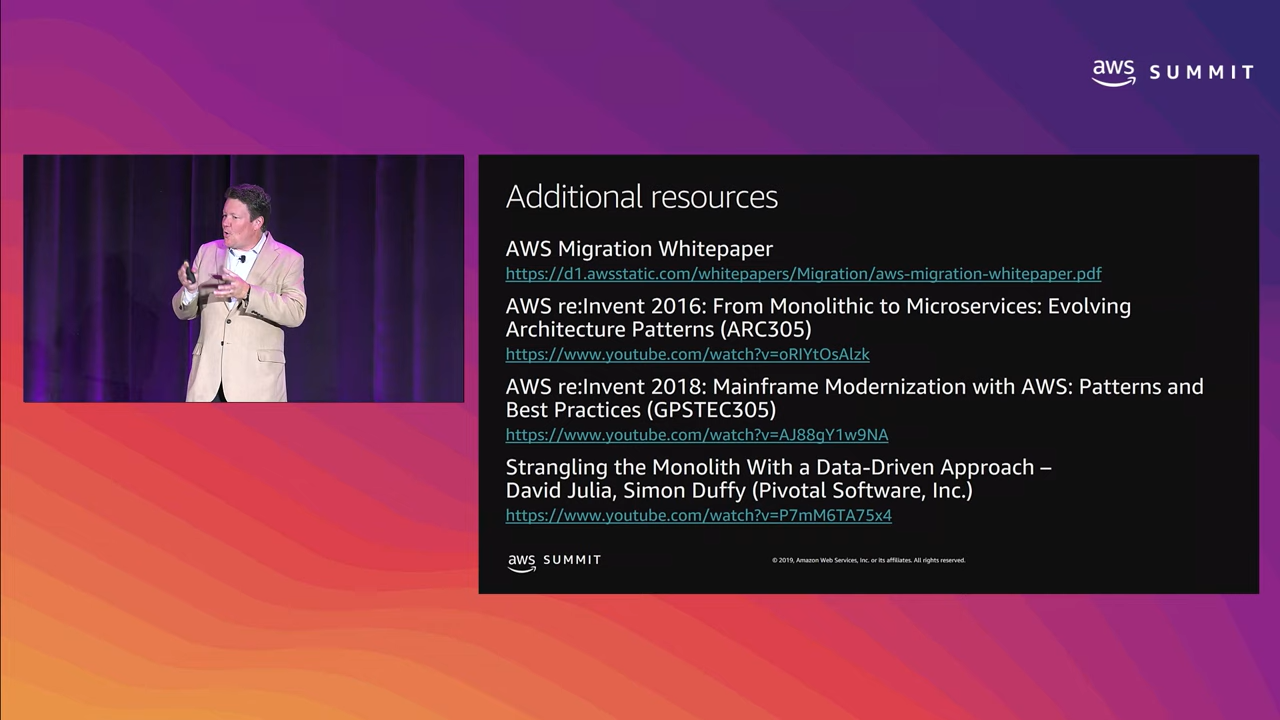 aws SUMMIT
Additional resources
AWS Migration Whitepaper
https://d1.awsstatic.com/whitepapers/Migration/aws-migration-whitepaper.pdf
AWS re:Invent 2016: From Monolithic to Microservices: Evolving
Architecture Patterns (ARC305)
https://www.youtube.com/watch?v=oRIYtOsAlzk
AWS re:Invent 2018: Mainframe Modernization with AWS: Patterns and
Best Practices (GPSTEC305)
https://www.youtube.com/watch?v=AJ88gY1w9NA
Strangling the Monolith With a Data-Driven Approach –
David Julia, Simon Duffy (Pivotal Software, Inc.)
https://www.youtube.com/watch?v=P7mM6TA75x4
aws SUMMIT
© 2019, Amazon Web Services, Inc. or its affiliates. All rights reserved.